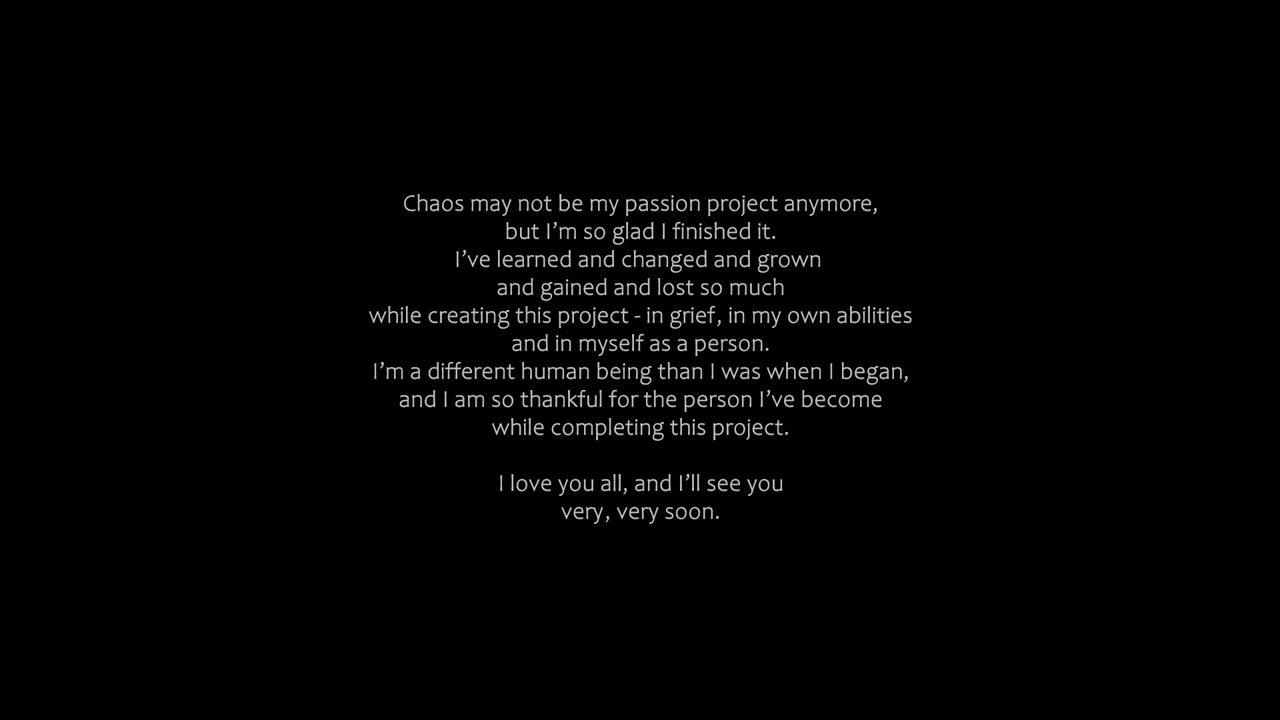 Chaos may not be my passion project anymore,
but I’m so glad I finished it.
I’ve learned and changed and grown
and gained and lost so much
while creating this project - in grief, in my own abilities
and in myself as a person.
I’m a different human being than I was when I began,
and I am so thankful for the person I’ve become
while completing this project.
I love you all, and I’ll see you
very, very soon.